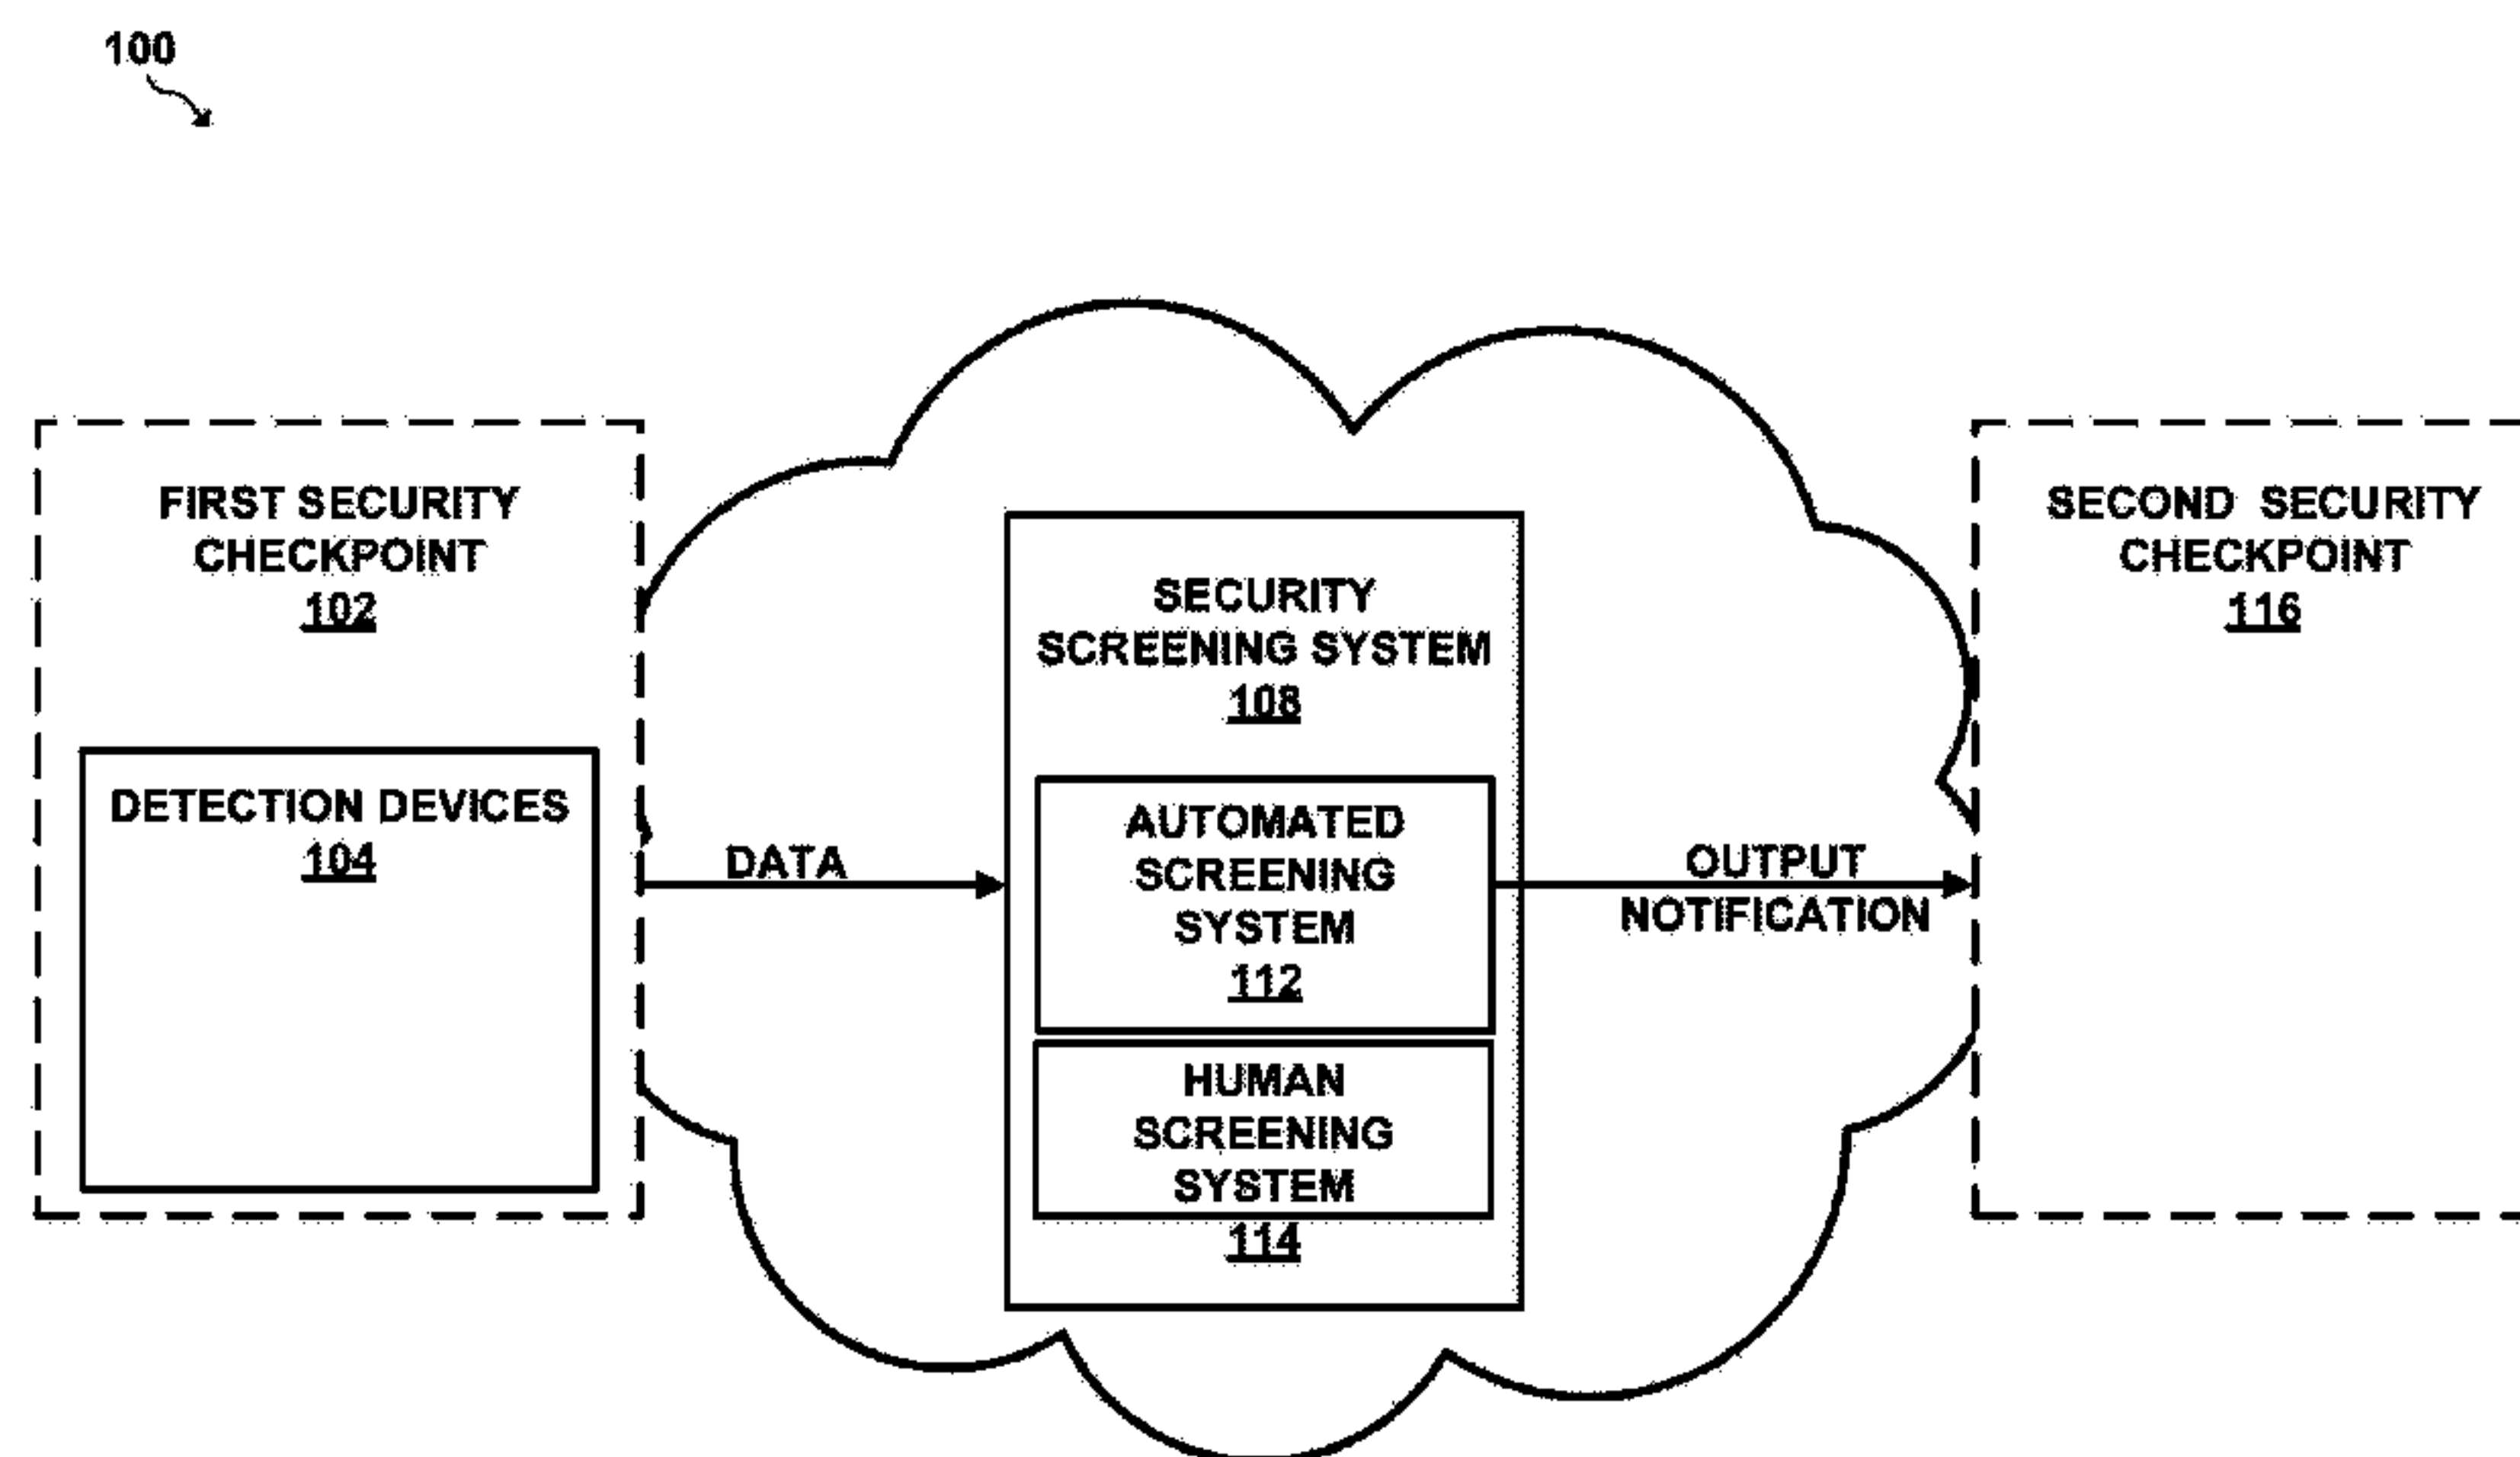 100
FIRST SECURITY
CHECKPOINT
102
DETECTION DEVICES
104
DATA
SECURITY
SCREENING SYSTEM
108
AUTOMATED
SCREENING
SYSTEM
112
HUMAN
SCREENING
SYSTEM
114
OUTPUT
NOTIFICATION
SECOND SECURITY
CHECKPOINT
116